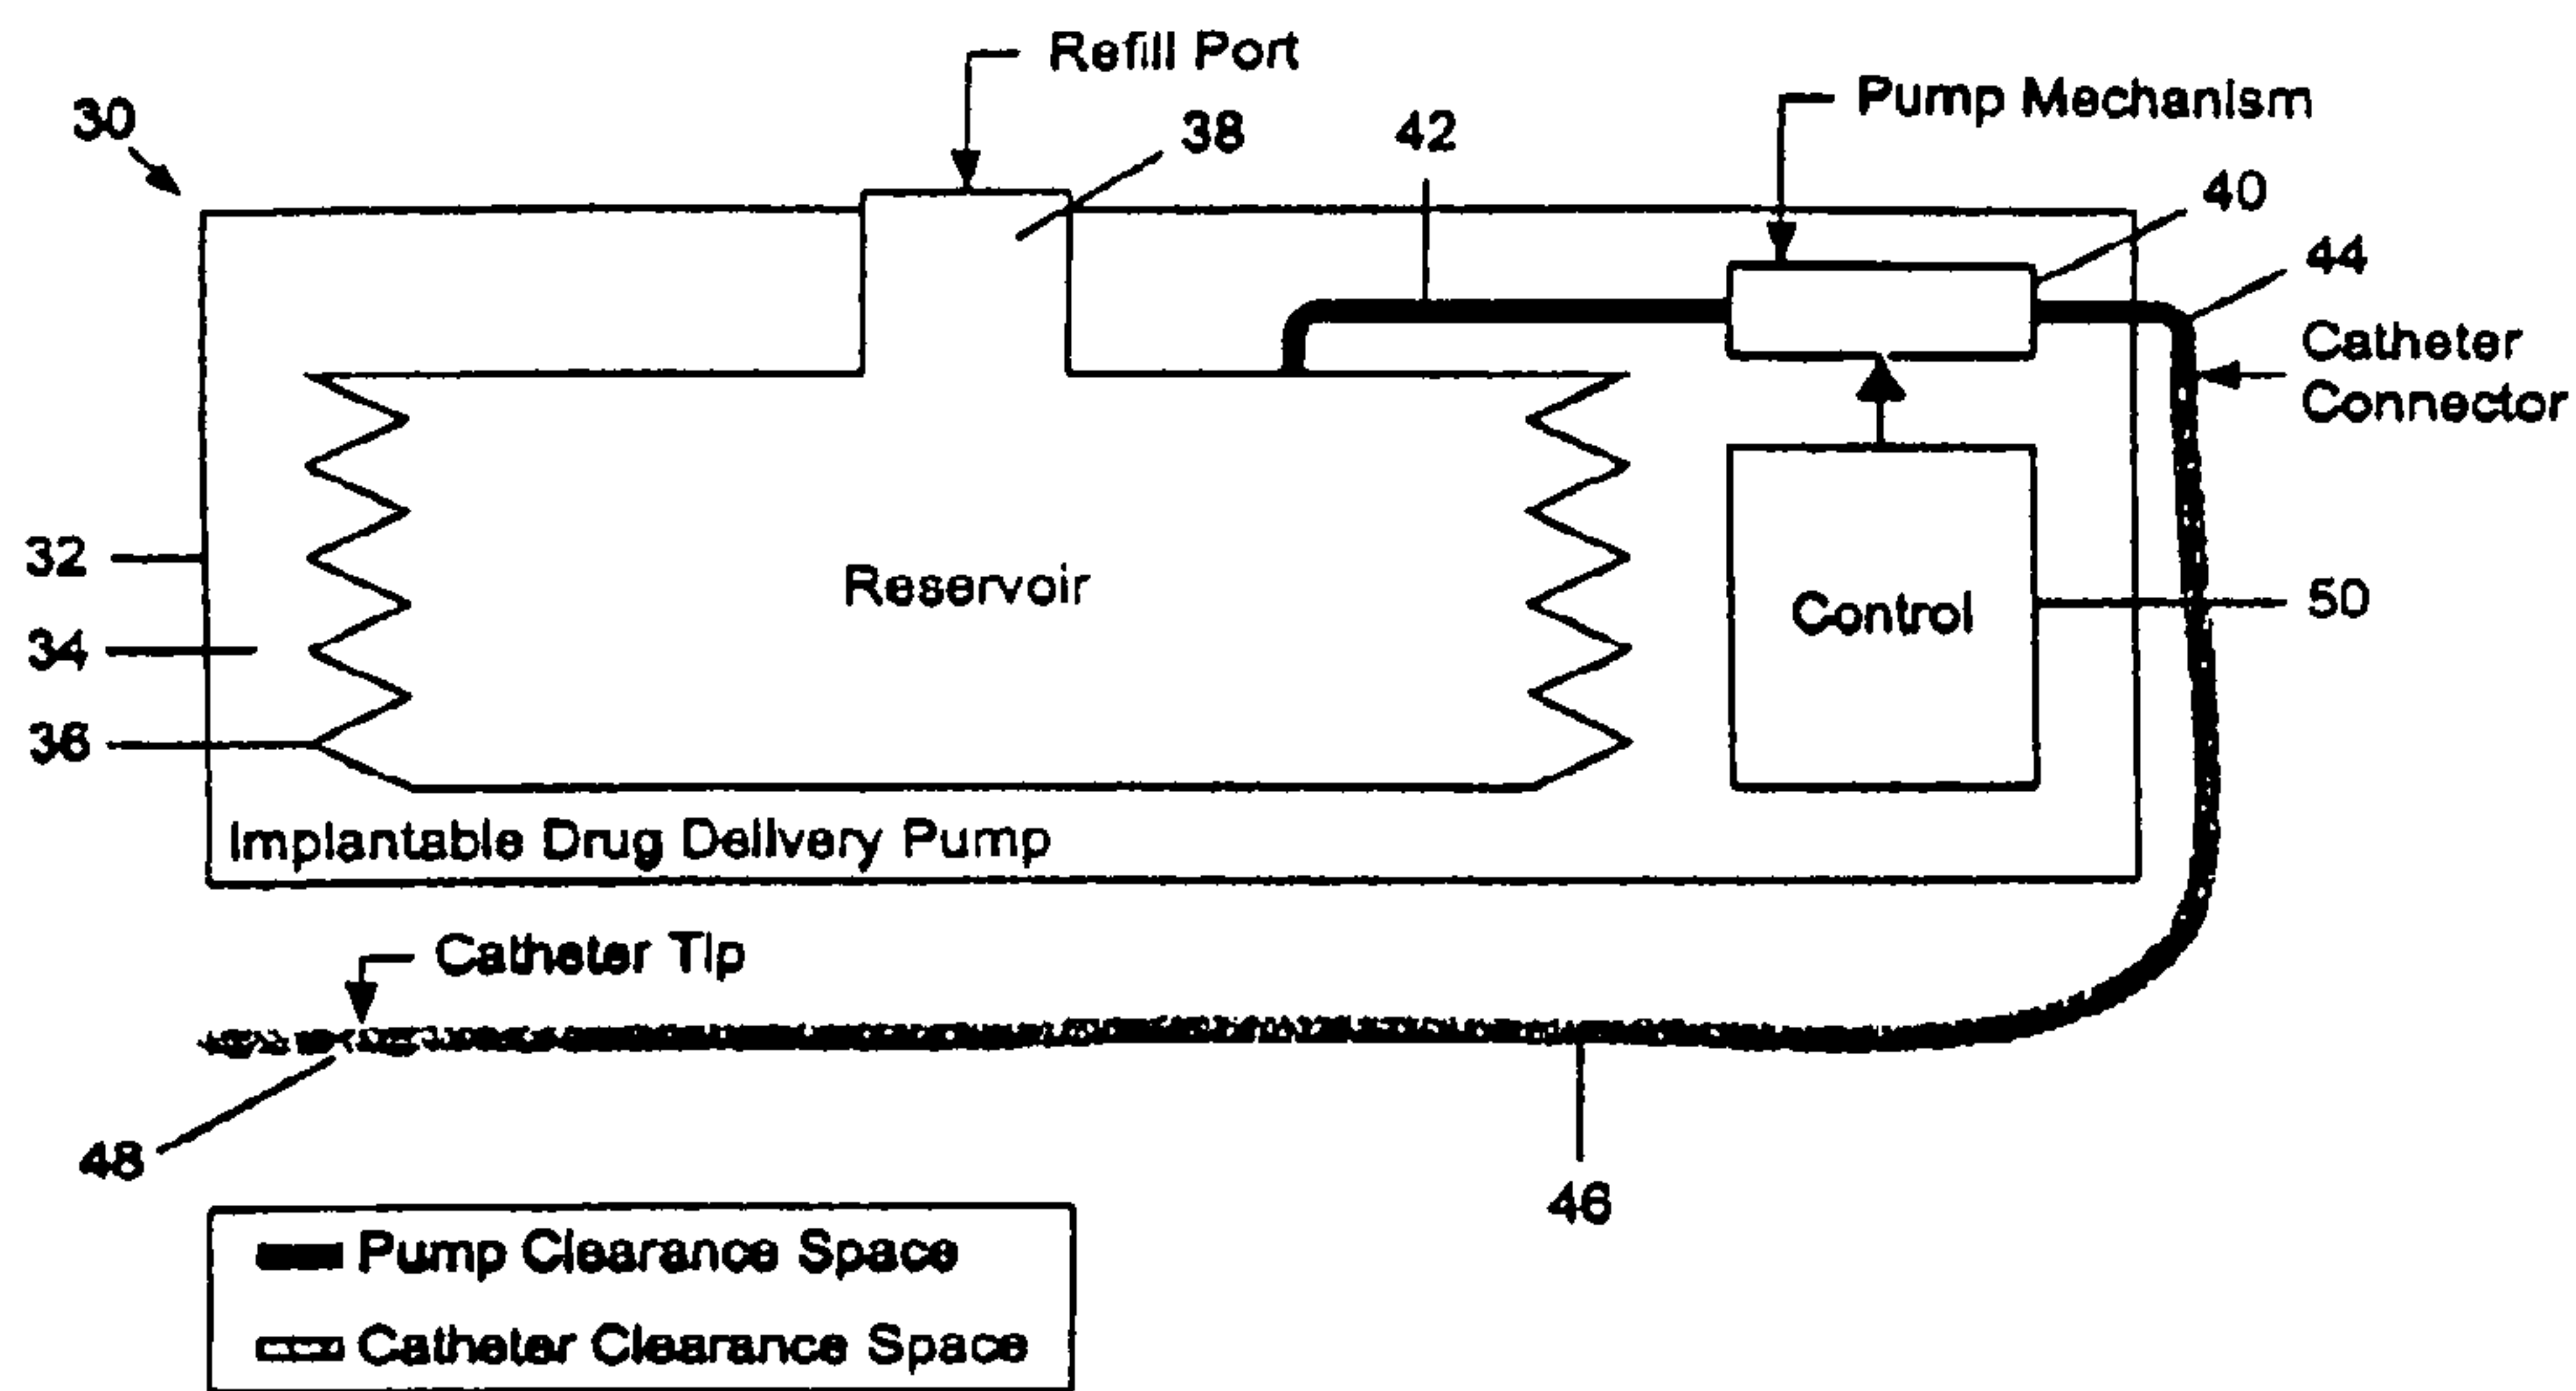 Refill Port
Pump Mechanism
30
38
42
40
44
Catheter
Connector
32
Reservoir
Control
50
34
36
Implantable Drug Delivery Pump
Catheter Tip
48
46
Pump Clearance Space
Catheter Clearance Space